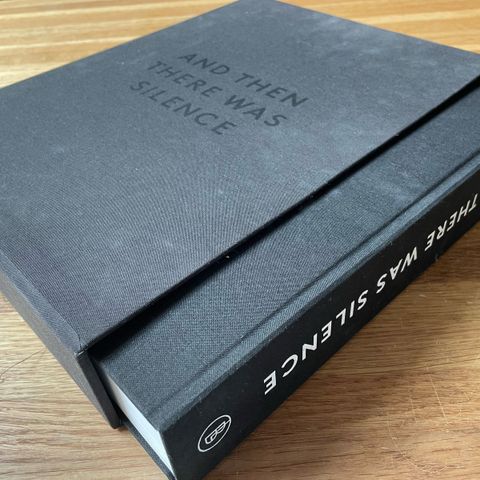 AND THEN
THERE WAS
SILENCE
THERE WAS SILENCE